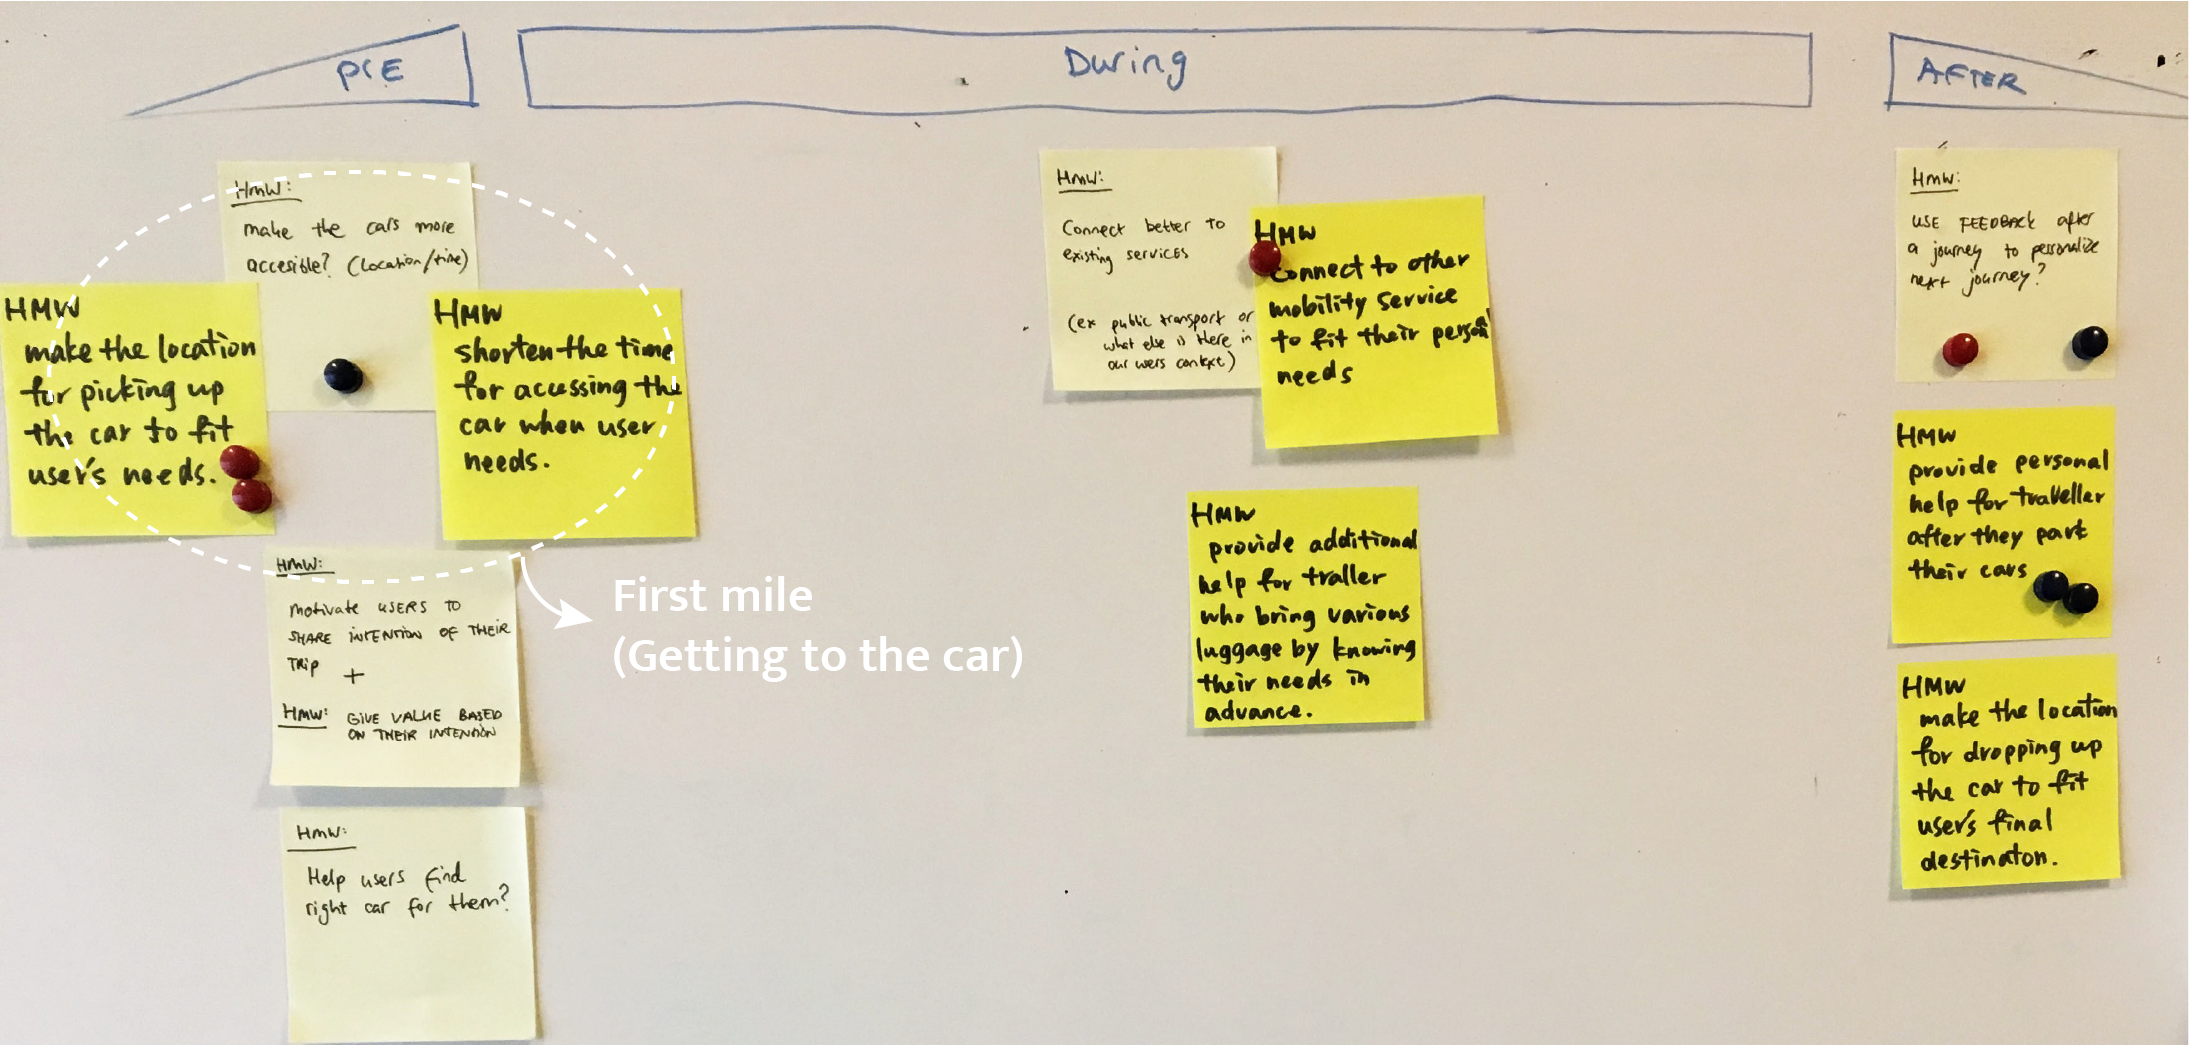 PRE
During
AFTER
HMW:
make the cars more
accesible? (location/time)
HMW
make the location
for picking up
the car to fit
user's needs.
HMW
shorten the time
for accessing the
car when user
needs.
HMW:
motivate USERS TO
SHARE INTENTION OF THEIR
TRIP
+
HMW: GIVE VALUE BASED
ON THEIR INTENTION
HMW:
Help users find
right car for them?
First mile
(Getting to the car)
HMW:
Connect better to
existing services
(ex public transport or
what else is there in
our users context)
HMW
Connect to other
mobility service
to fit their personal
needs
HMW
provide additional
help for traller
who bring various
luggage by knowing
their needs in
advance.
HMW:
USE FEEDBACK after
a journey to personalize
next journey?
HMW
provide personal
help for traveller
after they part
their cars
HMW
make the location
for dropping up
the car to fit
user's final
destinaton.